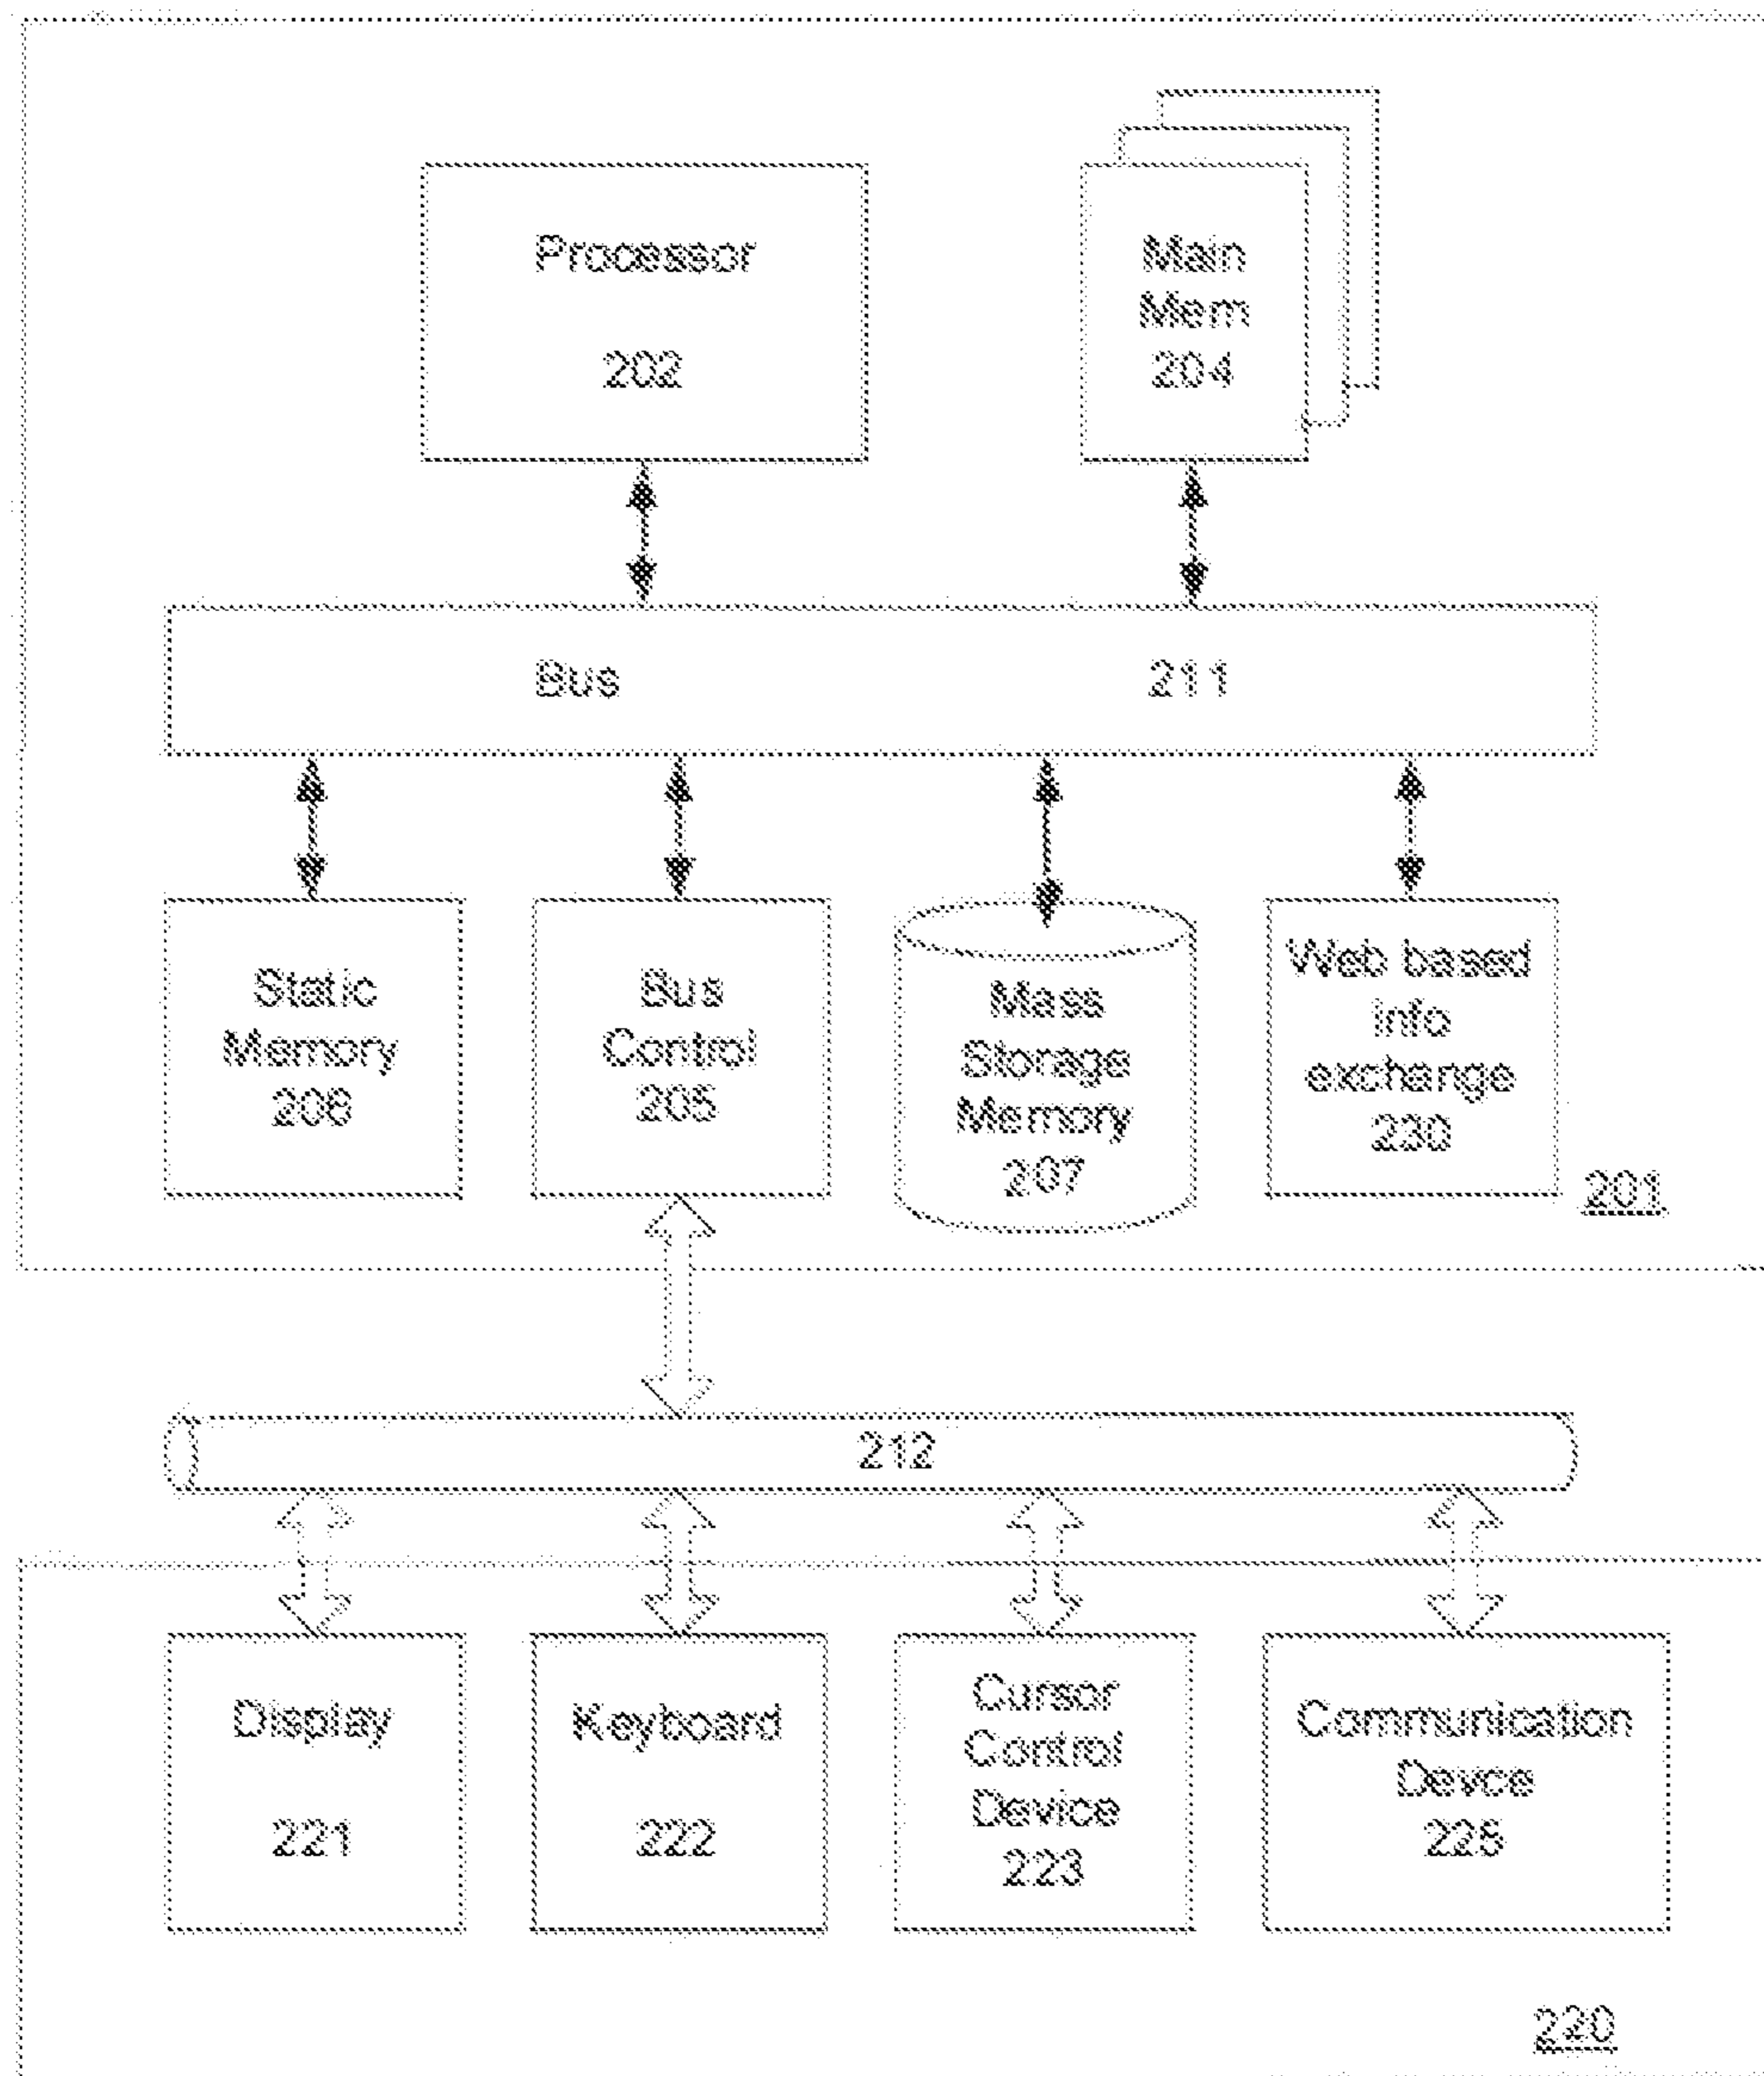 Processor
202
Main
Mem
204
Bus 211
Static
Memory
206
Bus
Control
205
Mass
Storage
Memory
207
Web based
info
exchange
230
201
212
Display
221
Keyboard
222
Cursor
Control
Device
223
Communication
Devce
225
220